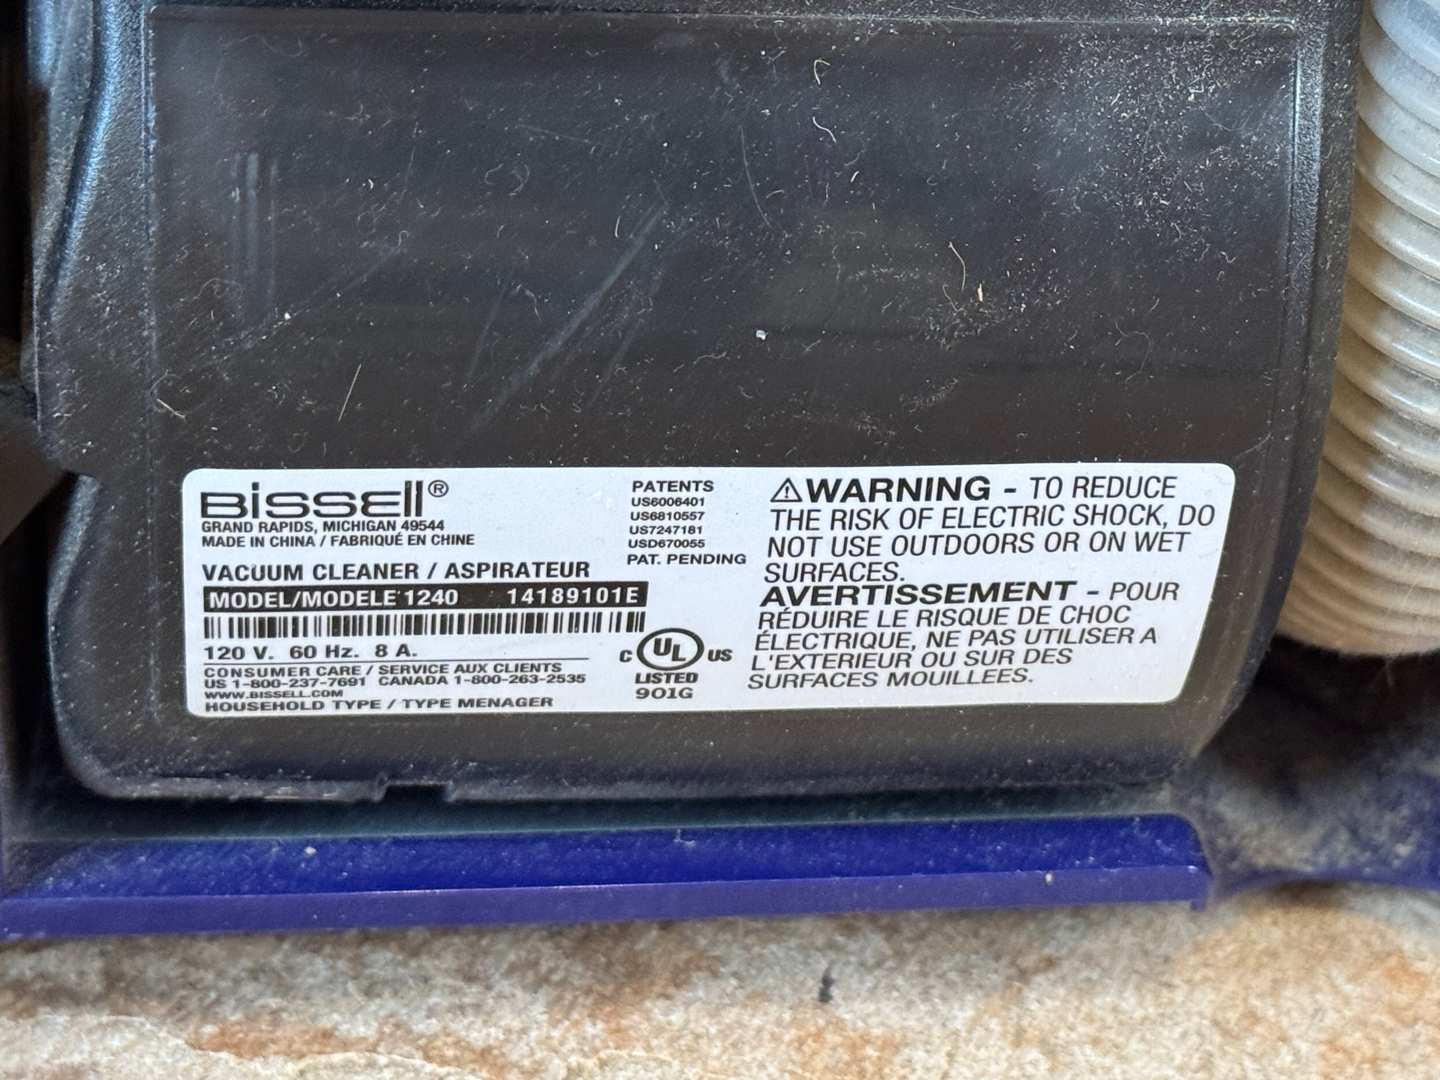 BISSELL®
GRAND RAPIDS, MICHIGAN 49544
MADE IN CHINA / FABRIQUÉ EN CHINE
VACUUM CLEANER / ASPIRATEUR
MODEL/MODELE 1240 14189101E
120 V. 60 Hz. 8 A.
CONSUMER CARE / SERVICE AUX CLIENTS
US 1-800-237-7691 CANADA 1-800-263-2535
WWW.BISSELL.COM
HOUSEHOLD TYPE / TYPE MENAGER
PATENTS
US6006401
US6810557
US7247181
USD670055
PAT. PENDING
C UL US
LISTED
901G
⚠WARNING - TO REDUCE
THE RISK OF ELECTRIC SHOCK, DO
NOT USE OUTDOORS OR ON WET
SURFACES.
AVERTISSEMENT - POUR
RÉDUIRE LE RISQUE DE CHOC
ÉLECTRIQUE, NE PAS UTILISER A
L'EXTERIEUR OU SUR DES
SURFACES MOUILLEES.